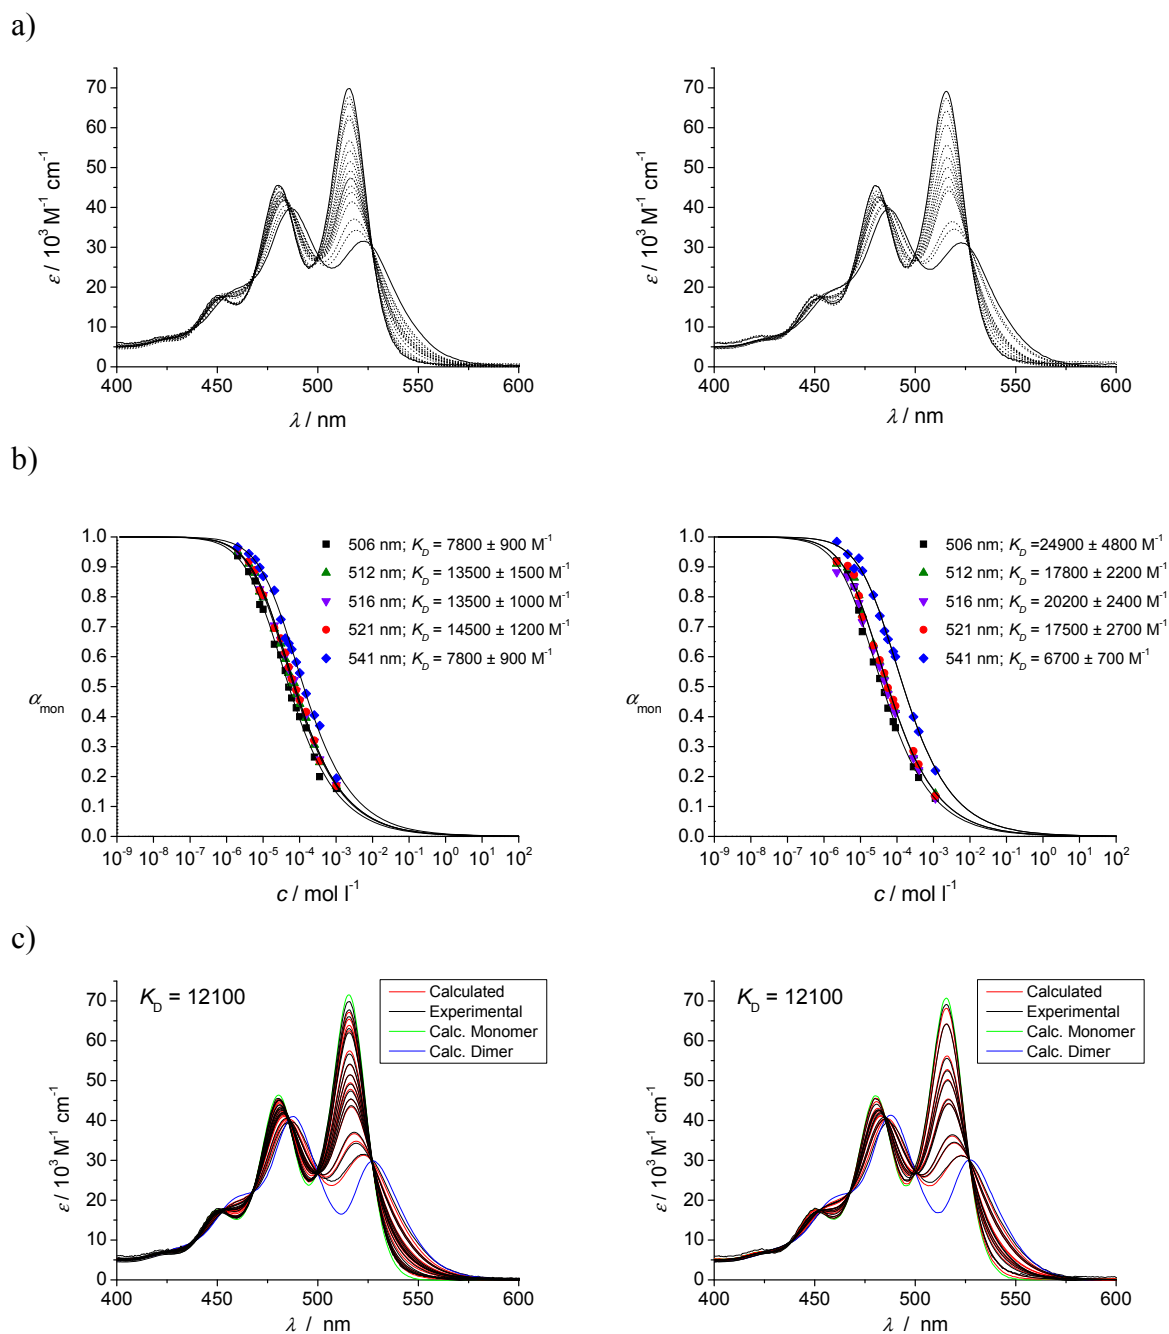 a)
70
60
50
40
30
20
10
0
ε / 10³ M⁻¹ cm⁻¹
400 450 500 550 600
λ / nm
70
60
50
40
30
20
10
0
ε / 10³ M⁻¹ cm⁻¹
400 450 500 550 600
λ / nm
b)
1.0
0.9
0.8
0.7
0.6
0.5
0.4
0.3
0.2
0.1
0.0
αmon
506 nm; KD = 7800 ± 900 M⁻¹
512 nm; KD = 13500 ± 1500 M⁻¹
516 nm; KD = 13500 ± 1000 M⁻¹
521 nm; KD = 14500 ± 1200 M⁻¹
541 nm; KD = 7800 ± 900 M⁻¹
10⁻⁹ 10⁻⁸ 10⁻⁷ 10⁻⁶ 10⁻⁵ 10⁻⁴ 10⁻³ 10⁻² 10⁻¹ 10⁰ 10¹ 10²
c / mol l⁻¹
1.0
0.9
0.8
0.7
0.6
0.5
0.4
0.3
0.2
0.1
0.0
αmon
506 nm; KD =24900 ± 4800 M⁻¹
512 nm; KD = 17800 ± 2200 M⁻¹
516 nm; KD = 20200 ± 2400 M⁻¹
521 nm; KD = 17500 ± 2700 M⁻¹
541 nm; KD = 6700 ± 700 M⁻¹
10⁻⁹ 10⁻⁸ 10⁻⁷ 10⁻⁶ 10⁻⁵ 10⁻⁴ 10⁻³ 10⁻² 10⁻¹ 10⁰ 10¹ 10²
c / mol l⁻¹
c)
KD = 12100
Calculated
Experimental
Calc. Monomer
Calc. Dimer
70
60
50
40
30
20
10
0
ε / 10³ M⁻¹ cm⁻¹
400 450 500 550 600
λ / nm
KD = 12100
Calculated
Experimental
Calc. Monomer
Calc. Dimer
70
60
50
40
30
20
10
0
ε / 10³ M⁻¹ cm⁻¹
400 450 500 550 600
λ / nm